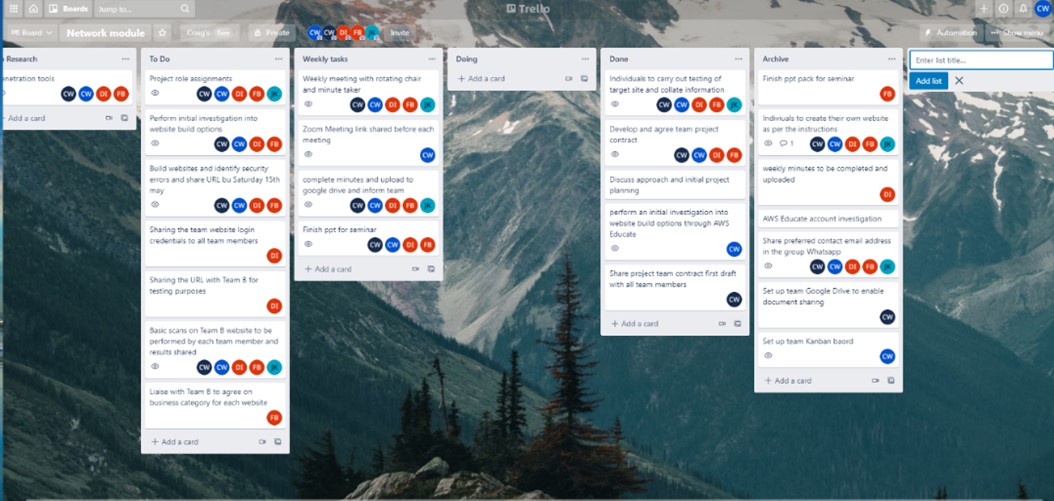 Boards
Jump to...
Trello
CW
PE Board
Network module
Craig's
free
Private
CW CW DI FB JK
Invite
Automation
Show menu
Research
penetration tools
CW CW DI FB
Add a card
To Do
Project role assignments
CW CW DI FB JK
Perform initial investigation into
website build options
CW CW DI FB
Build websites and identify security
errors and share URL bu Saturday 15th
may
CW CW DI FB
Sharing the team website login
credentials to all team members
DI
Sharing the URL with Team B for
testing purposes
DI
Basic scans on Team B website to be
performed by each team member and
results shared
CW CW DI FB JK
Liaise with Team B to agree on
business category for each website
FB
+ Add a card
Weekly tasks
Weekly meeting with rotating chair
and minute taker
CW CW DI FB JK
Zoom Meeting link shared before each
meeting
CW
complete minutes and upload to
google drive and inform team
CW CW DI FB JK
Finish ppt for seminar
CW CW DI FB
+ Add a card
Doing
+ Add a card
Done
Individuals to carry out testing of
target site and collate information
CW CW DI FB JK
Develop and agree team project
contract
CW CW DI FB
Discuss approach and initial project
planning
perform an initial investigation into
website build options through AWS
Educate
CW
Share project team contract first draft
with all team members
CW
+ Add a card
Archive
Finish ppt pack for seminar
FB
Indiviuals to create their own website
as per the instructions
1
CW CW DI FB JK
weekly minutes to be completed and
uploaded
DI
AWS Educate account investigation
Share preferred contact email address
in the group Whatsapp
CW CW DI FB JK
Set up team Google Drive to enable
document sharing
CW
Set up team Kanban baord
CW
+ Add a card
Enter list title...
Add list